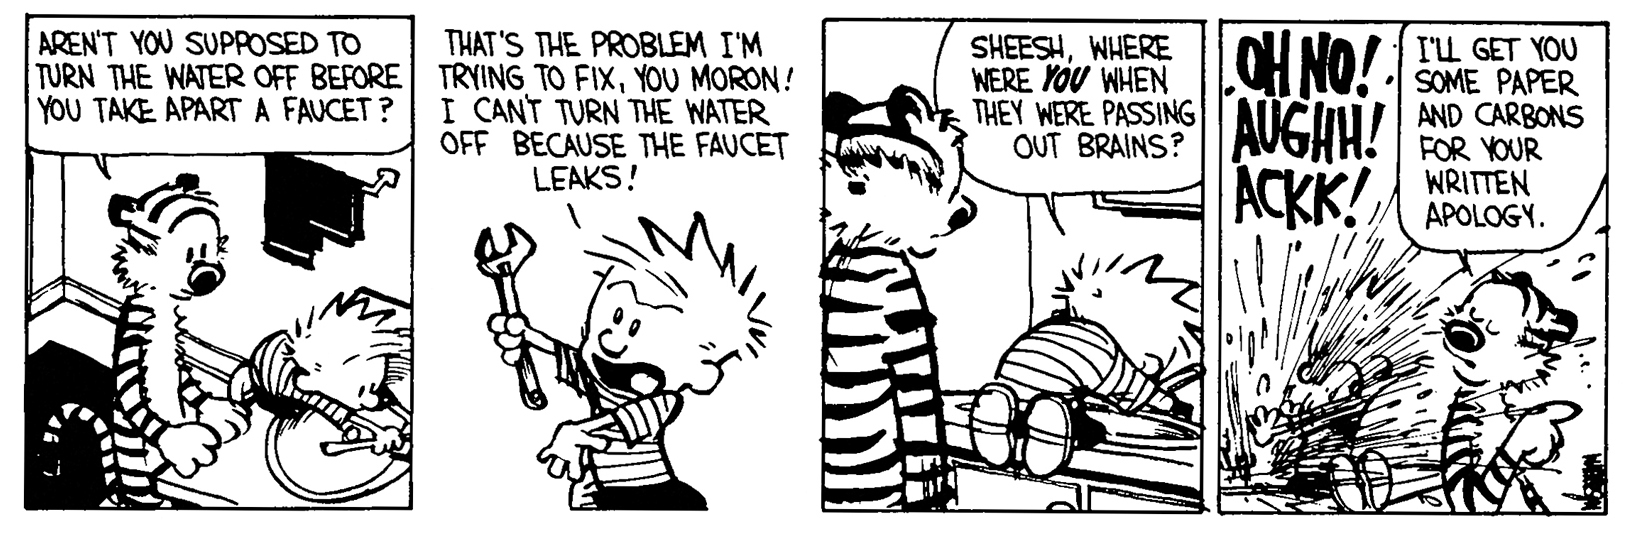 AREN'T YOU SUPPOSED TO
TURN THE WATER OFF BEFORE
YOU TAKE APART A FAUCET?
THAT'S THE PROBLEM I'M
TRYING TO FIX, YOU MORON!
I CAN'T TURN THE WATER
OFF BECAUSE THE FAUCET
LEAKS!
SHEESH, WHERE
WERE YOU WHEN
THEY WERE PASSING
OUT BRAINS?
OH NO!
AUGHH!
ACKK!
I'LL GET YOU
SOME PAPER
AND CARBONS
FOR YOUR
WRITTEN
APOLOGY.